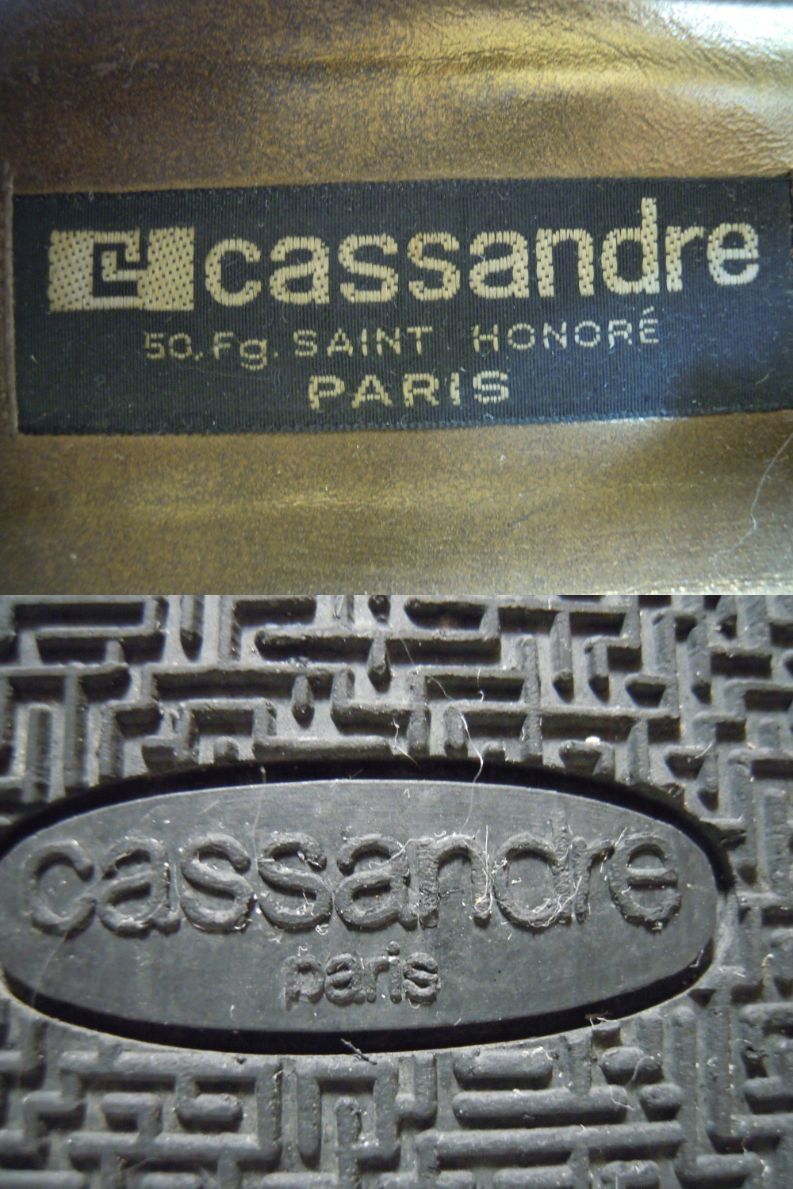 cassandre
50, Fg. SAINT HONORÉ
PARIS
cassandre
paris